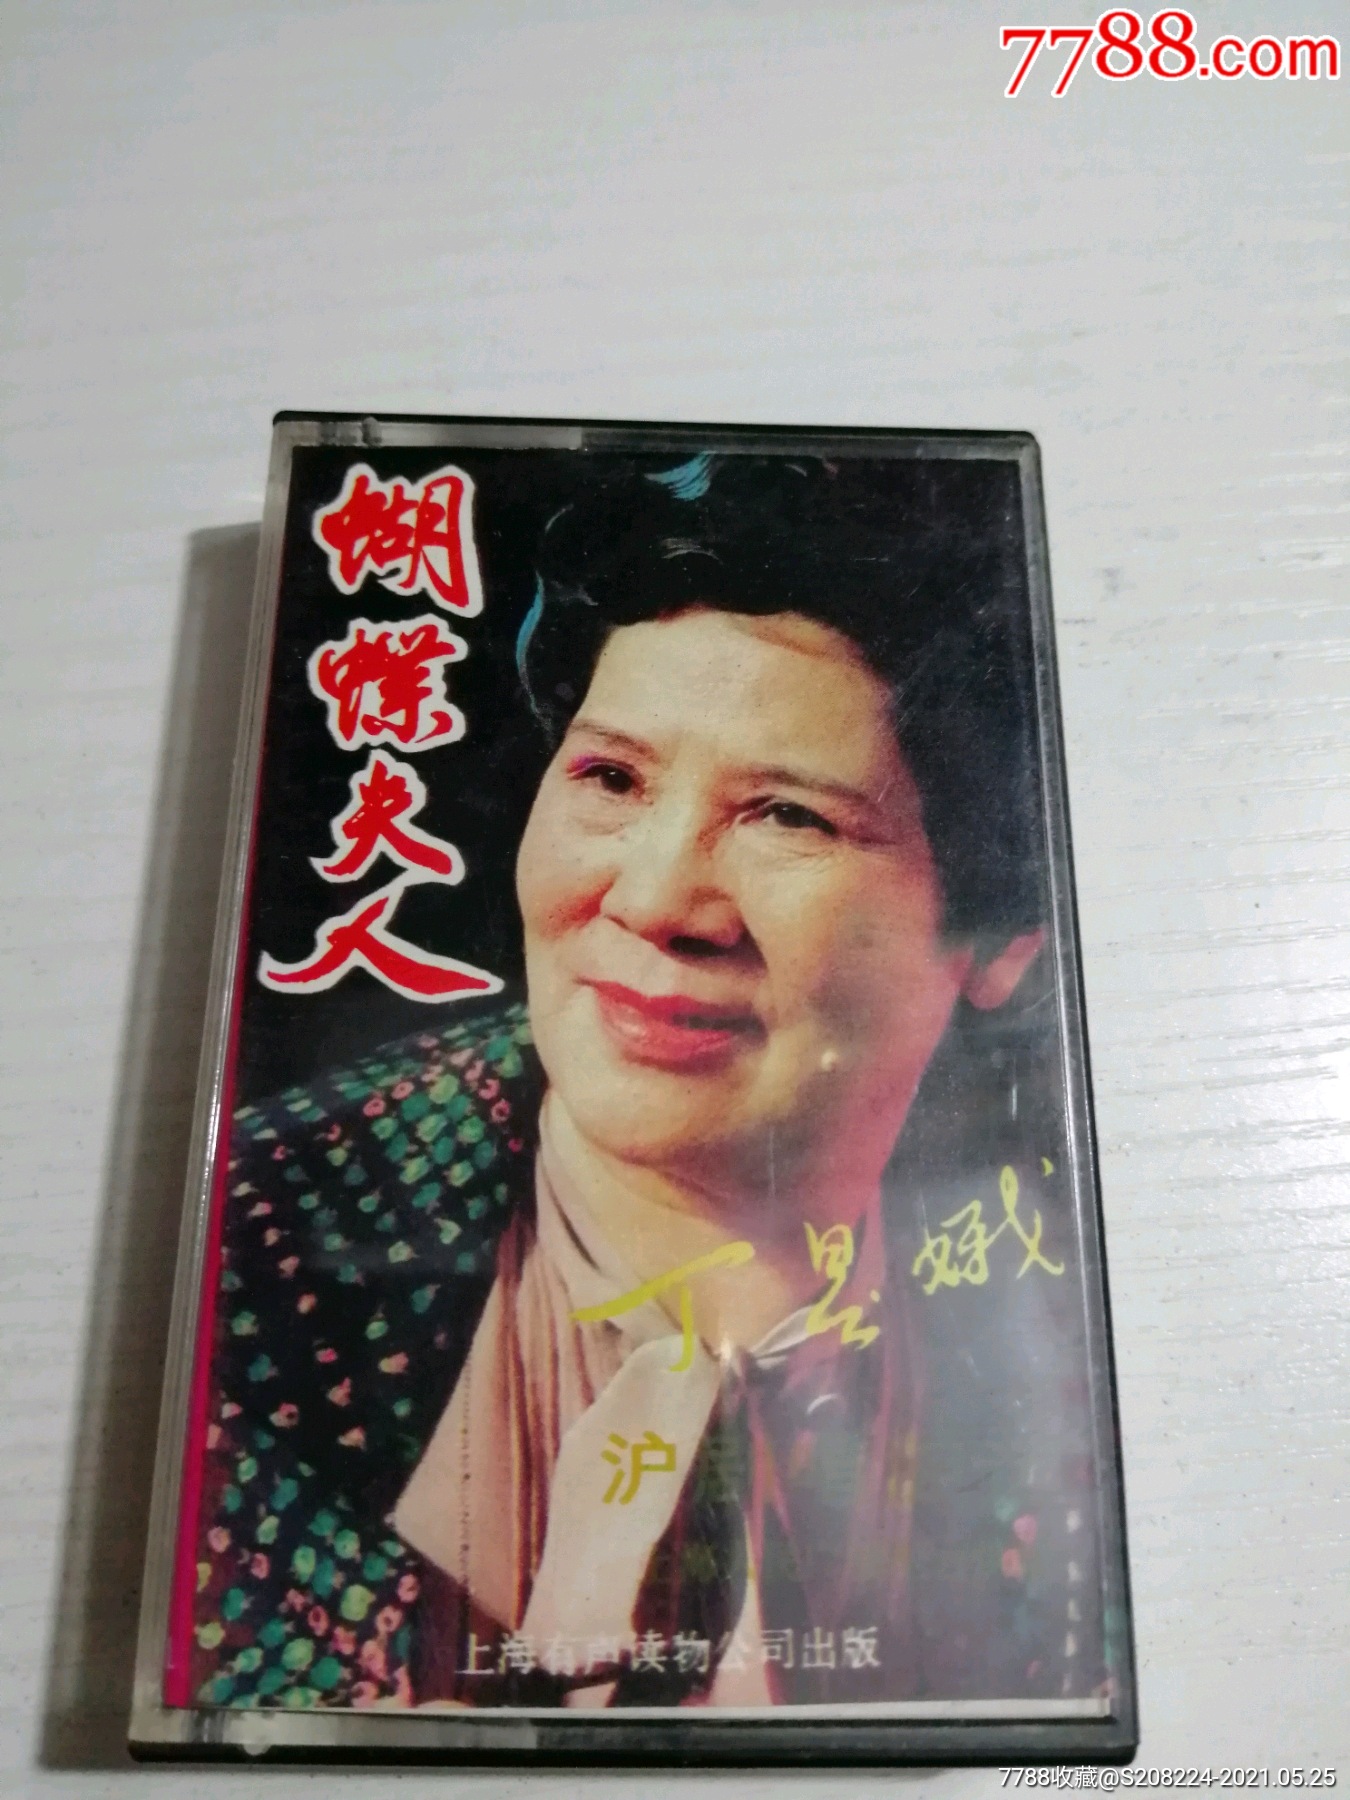 7788.com
蝴蝶夫人
丁是娥
沪
上海有声读物公司出版
7788收藏@S208224-2021.05.25